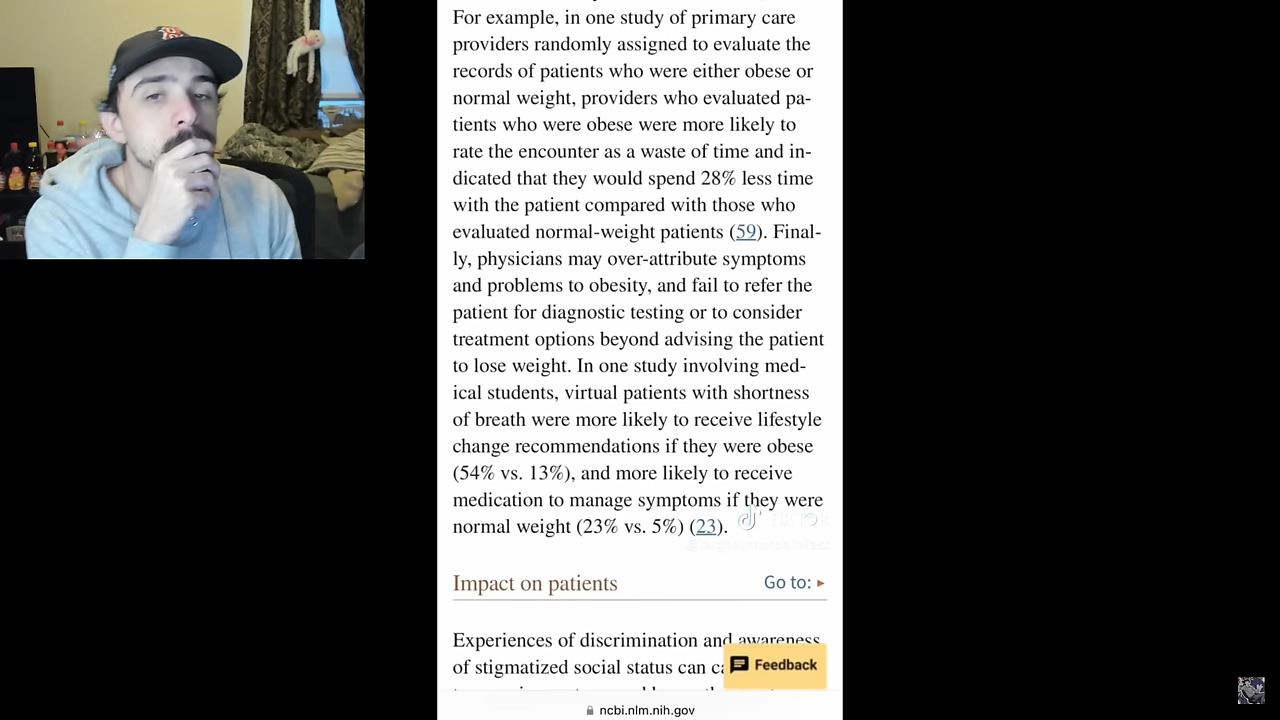 For example, in one study of primary care
providers randomly assigned to evaluate the
records of patients who were either obese or
normal weight, providers who evaluated pa-
tients who were obese were more likely to
rate the encounter as a waste of time and in-
dicated that they would spend 28% less time
with the patient compared with those who
evaluated normal-weight patients (59). Final-
ly, physicians may over-attribute symptoms
and problems to obesity, and fail to refer the
patient for diagnostic testing or to consider
treatment options beyond advising the patient
to lose weight. In one study involving med-
ical students, virtual patients with shortness
of breath were more likely to receive lifestyle
change recommendations if they were obese
(54% vs. 13%), and more likely to receive
medication to manage symptoms if they were
normal weight (23% vs. 5%) (23).
TikTok
Impact on patients Go to: ▸
Experiences of discrimination and awareness
of stigmatized social status can
Feedback
ncbi.nlm.nih.gov